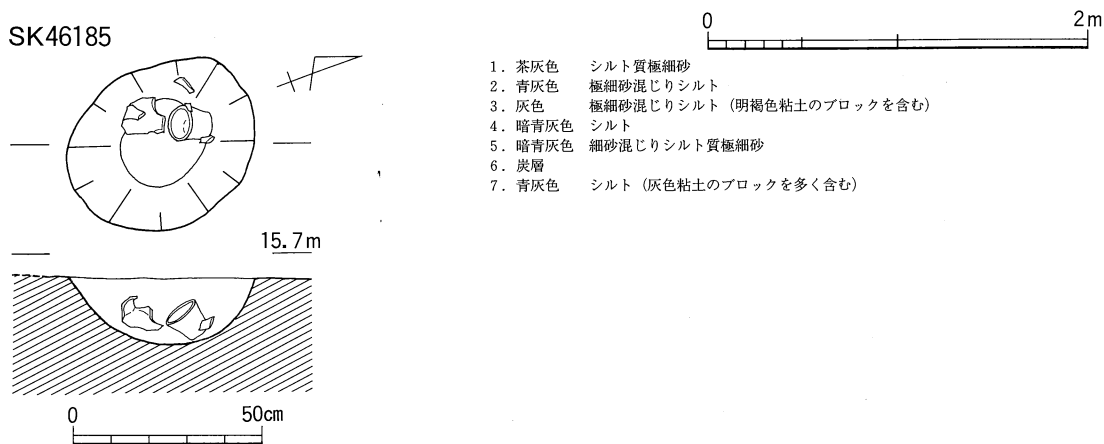 SK46185
0 2m
1. 茶灰色 シルト質極細砂
2. 青灰色 極細砂混じりシルト
3. 灰色 極細砂混じりシルト (明褐色粘土のブロックを含む)
4. 暗青灰色 シルト
5. 暗青灰色 細砂混じりシルト質極細砂
6. 炭層
7. 青灰色 シルト (灰色粘土のブロックを多く含む)
15.7m
0 50cm